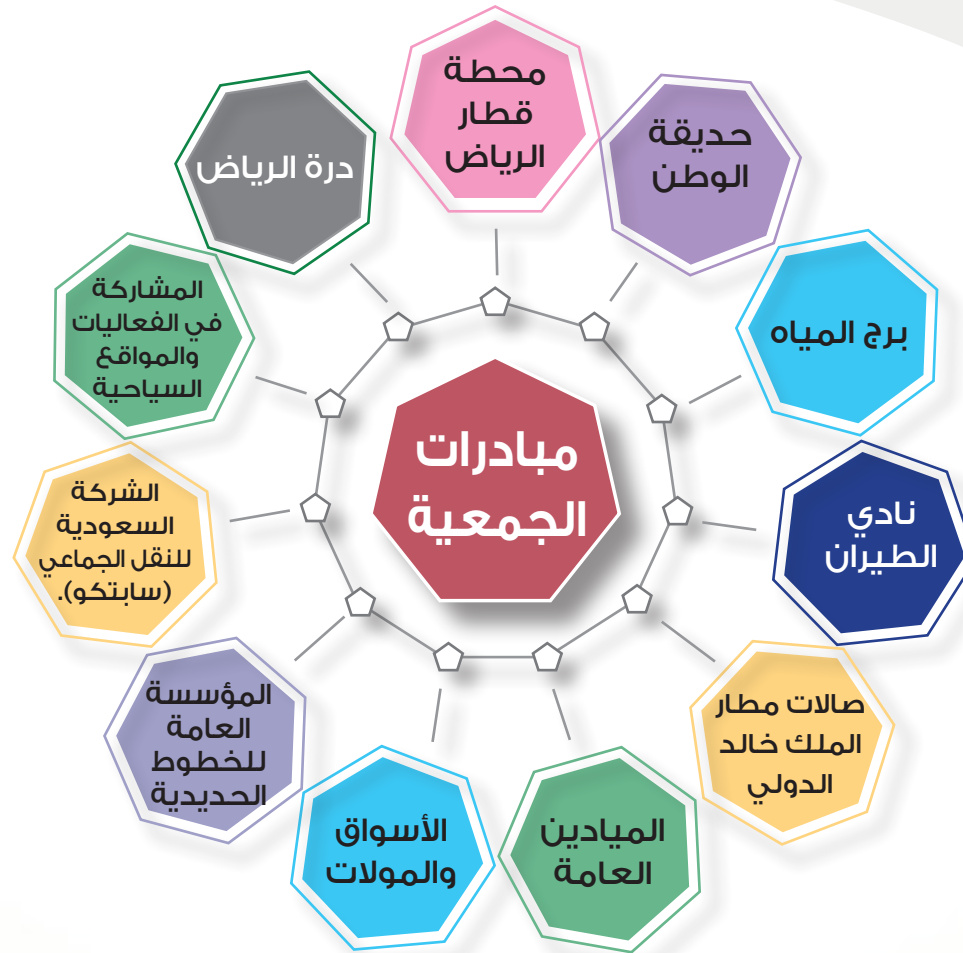 مبادرات
الجمعية
محطة
قطار
الرياض
حديقة
الوطن
برج المياه
نادي
الطيران
صالات مطار
الملك خالد
الدولي
الميادين
العامة
الأسواق
والمولات
المؤسسة
العامة
للخطوط
الحديدية
الشركة
السعودية
للنقل الجماعي
(سابتكو).
المشاركة
في الفعاليات
والمواقع
السياحية
درة الرياض